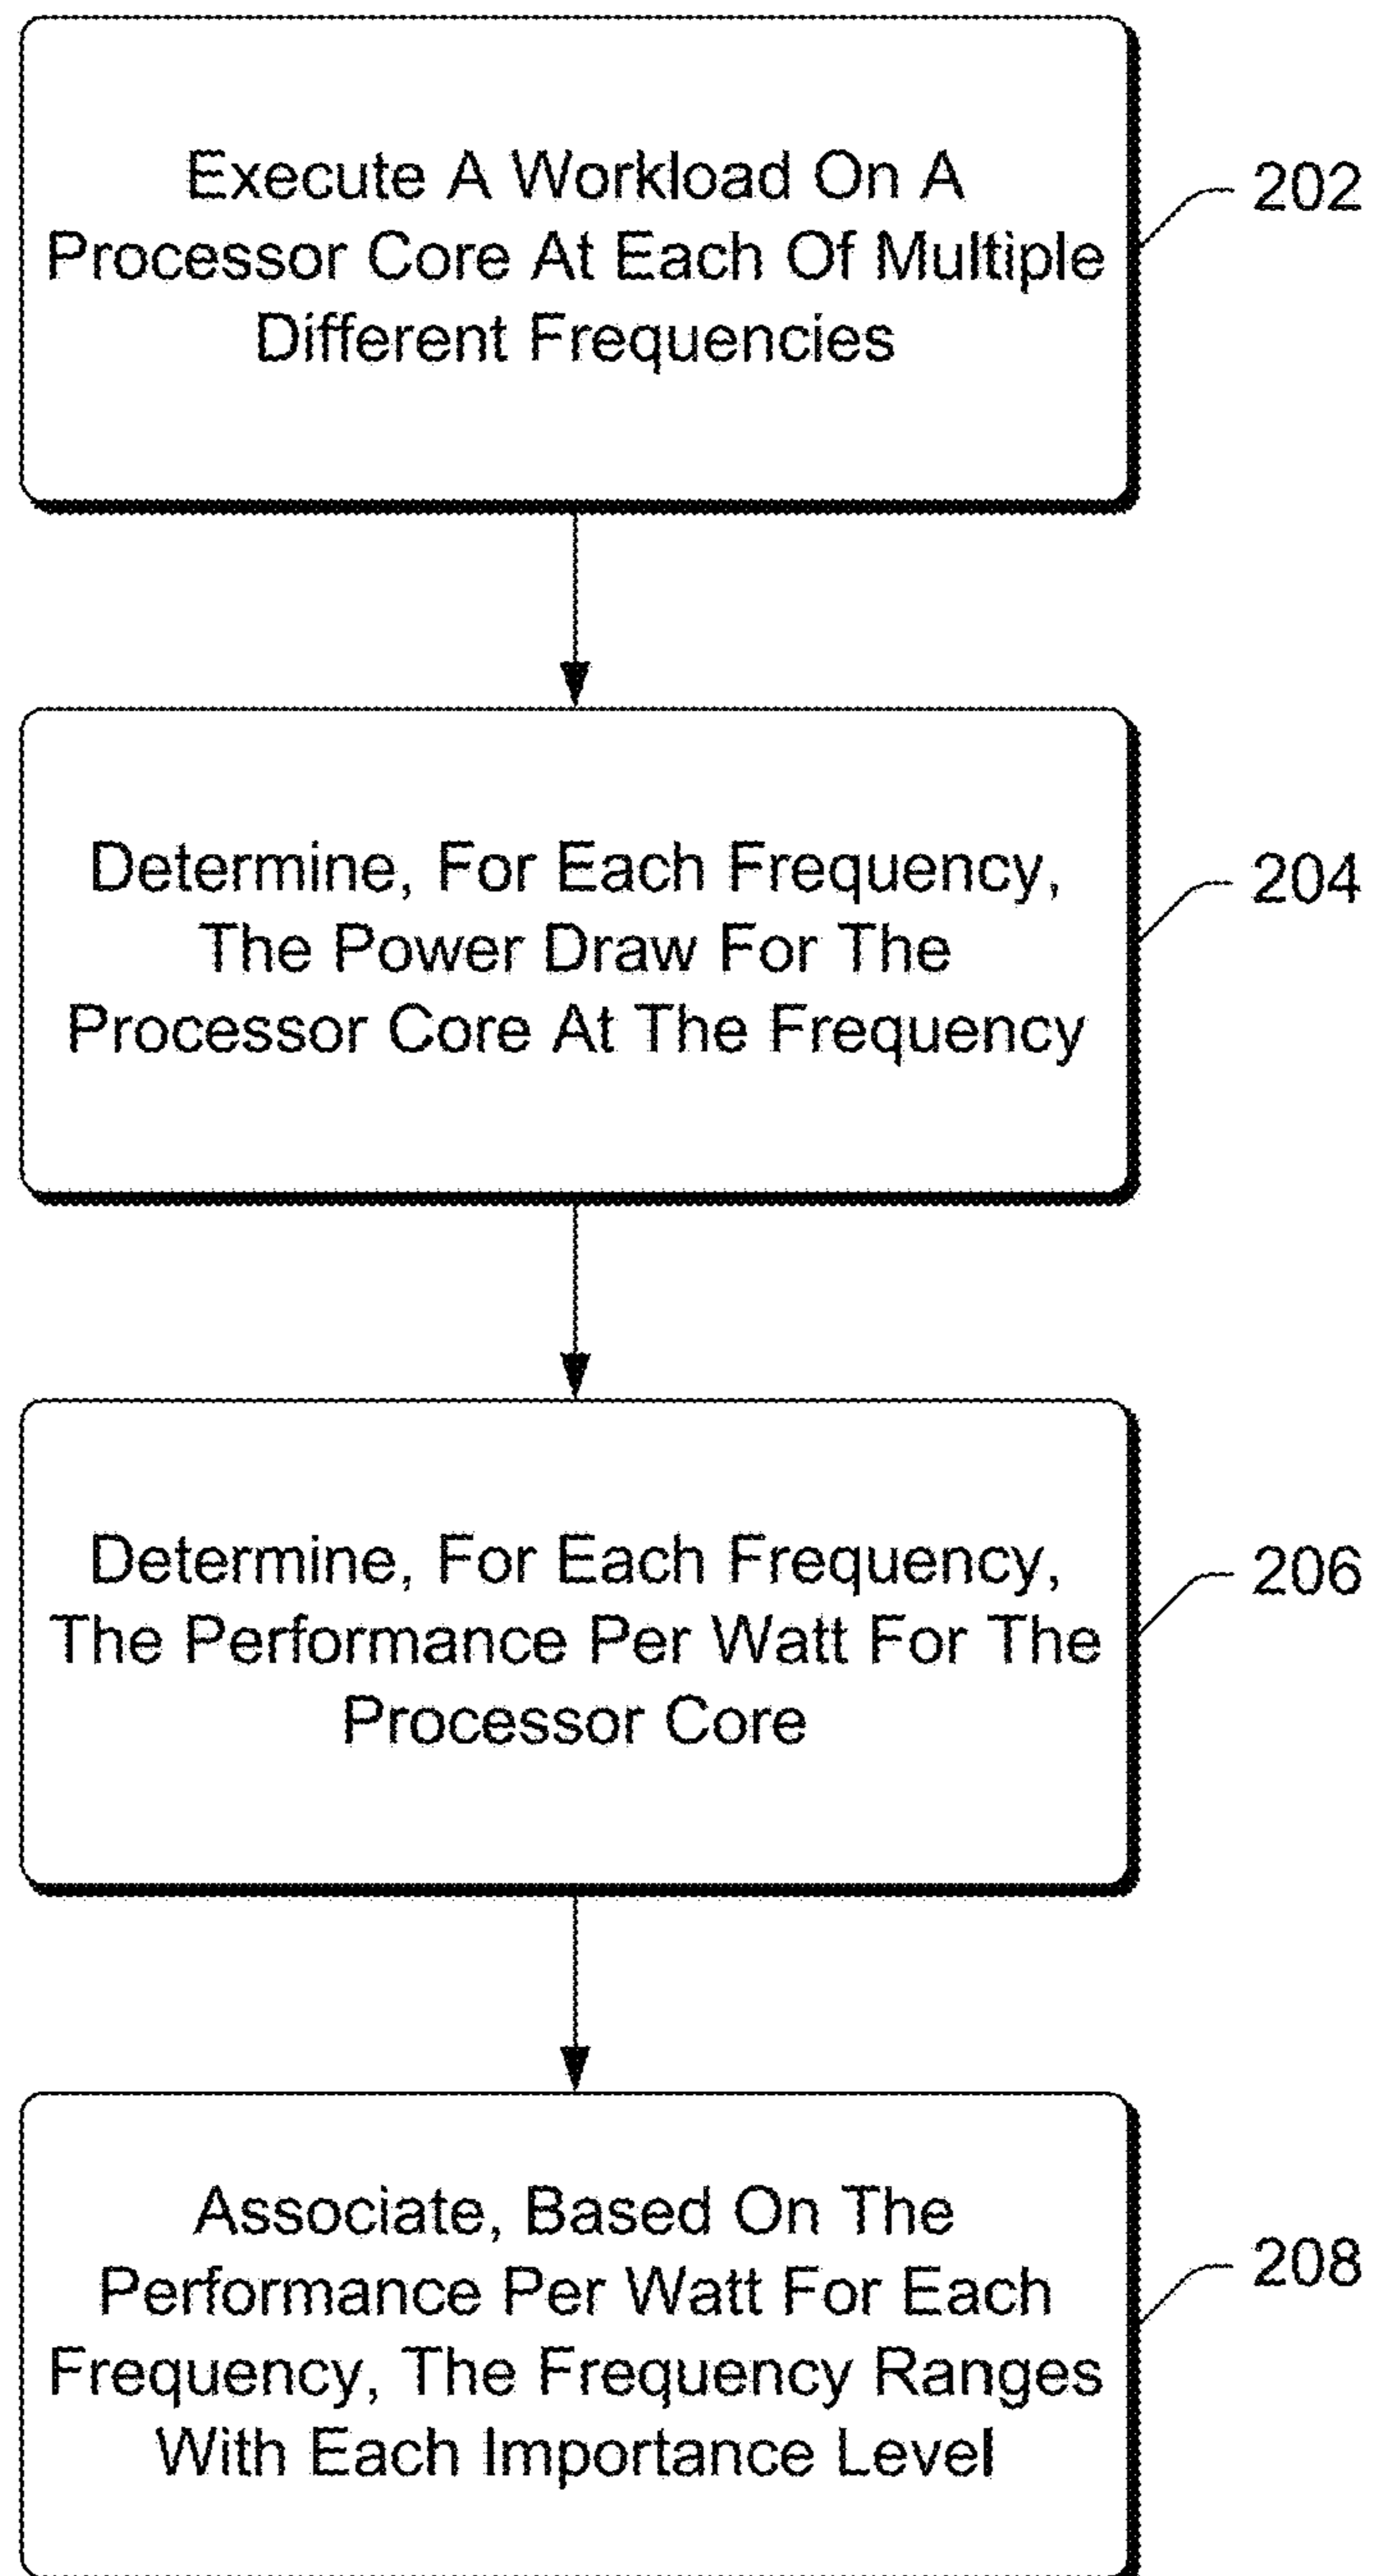 Execute A Workload On A
Processor Core At Each Of Multiple
Different Frequencies
202
Determine, For Each Frequency,
The Power Draw For The
Processor Core At The Frequency
204
Determine, For Each Frequency,
The Performance Per Watt For The
Processor Core
206
Associate, Based On The
Performance Per Watt For Each
Frequency, The Frequency Ranges
With Each Importance Level
208